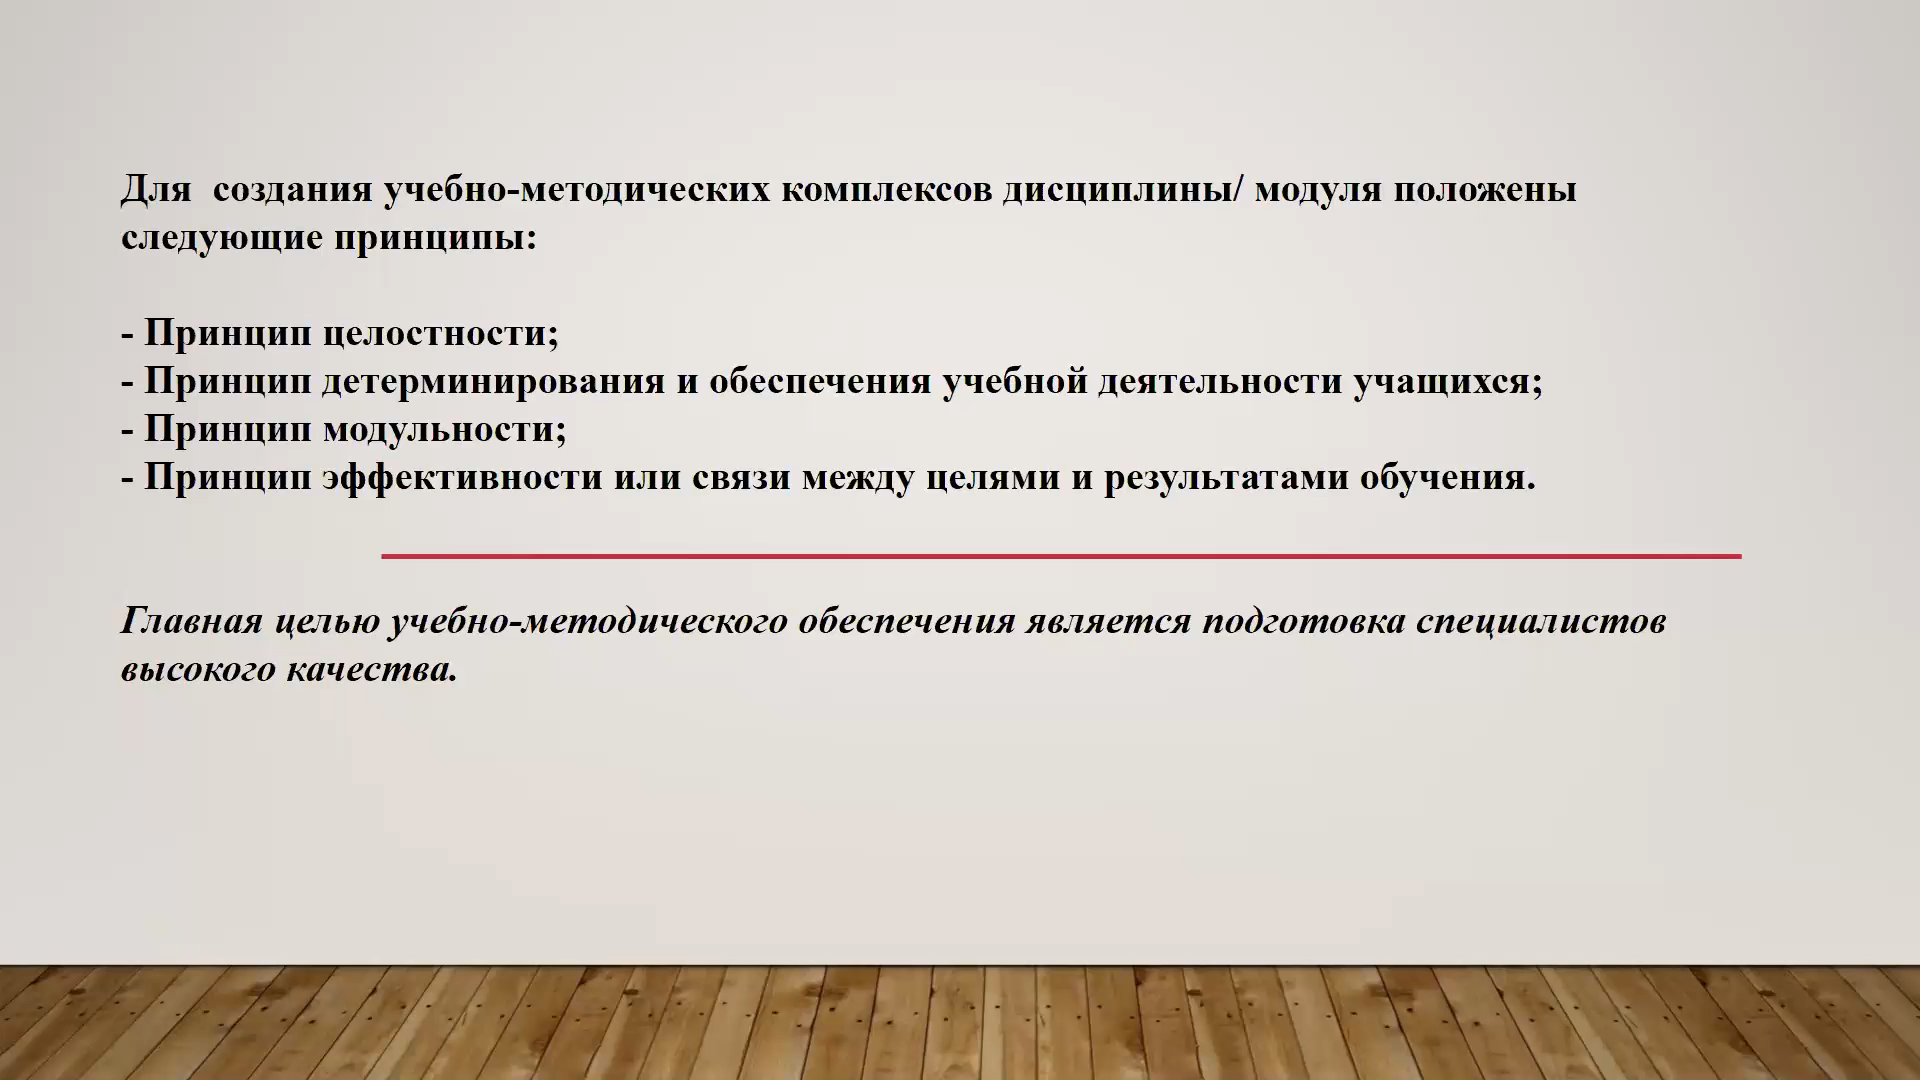 Для  создания учебно-методических комплексов дисциплины/ модуля положены
следующие принципы:
- Принцип целостности;
- Принцип детерминирования и обеспечения учебной деятельности учащихся;
- Принцип модульности;
- Принцип эффективности или связи между целями и результатами обучения.
Главная целью учебно-методического обеспечения является подготовка специалистов
высокого качества.